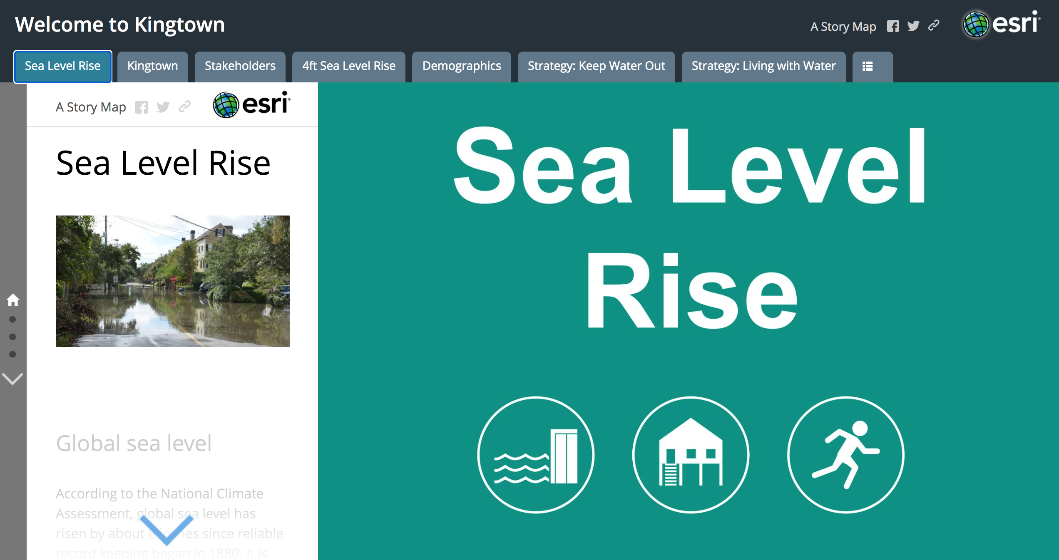 Welcome to Kingtown
A Story Map
esri
Sea Level Rise
Kingtown
Stakeholders
4ft Sea Level Rise
Demographics
Strategy: Keep Water Out
Strategy: Living with Water
A Story Map
esri
Sea Level Rise
Global sea level
According to the National Climate
Assessment, global sea level has
risen by about since reliable
record keeping began in 1880. It is
Sea Level
Rise